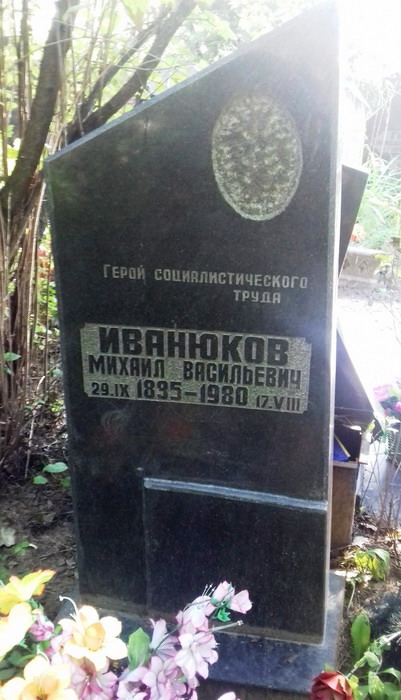 ГЕРОЙ СОЦИАЛИСТИЧЕСКОГО
ТРУДА
ИВАНЮКОВ
МИХАИЛ ВАСИЛЬЕВИЧ
29.IX 1895-1980 17.VIII